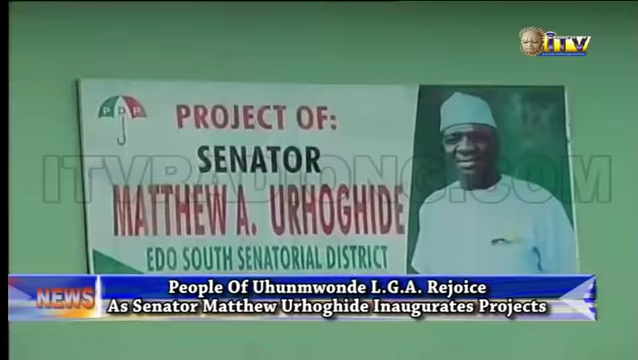 iTV
PDP
PROJECT OF:
SENATOR
MATTHEW A. URHOGHIDE
EDO SOUTH SENATORIAL DISTRICT
ITVRADIONG.COM
NEWS
People Of Uhunmwonde L.G.A. Rejoice
As Senator Matthew Urhoghide Inaugurates Projects